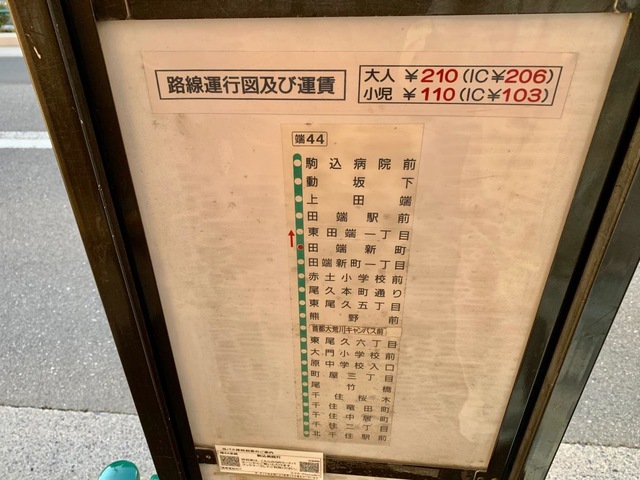 路線運行図及び運賃
大人 ¥210(IC¥206)
小児 ¥110(IC¥103)
端44
駒込病院前
動坂下
上田端
田端駅前
東田端一丁目
田端新町
田端新町一丁目
赤土小学校前
尾久本町通り
東尾久五丁目
熊野前
首都大荒川キャンパス前
東尾久六丁目
大門小学校前
原中学校入口
町屋三丁目
尾竹橋
千住桜木
千住竜田町
千住中居町
千住二丁目
北千住駅前